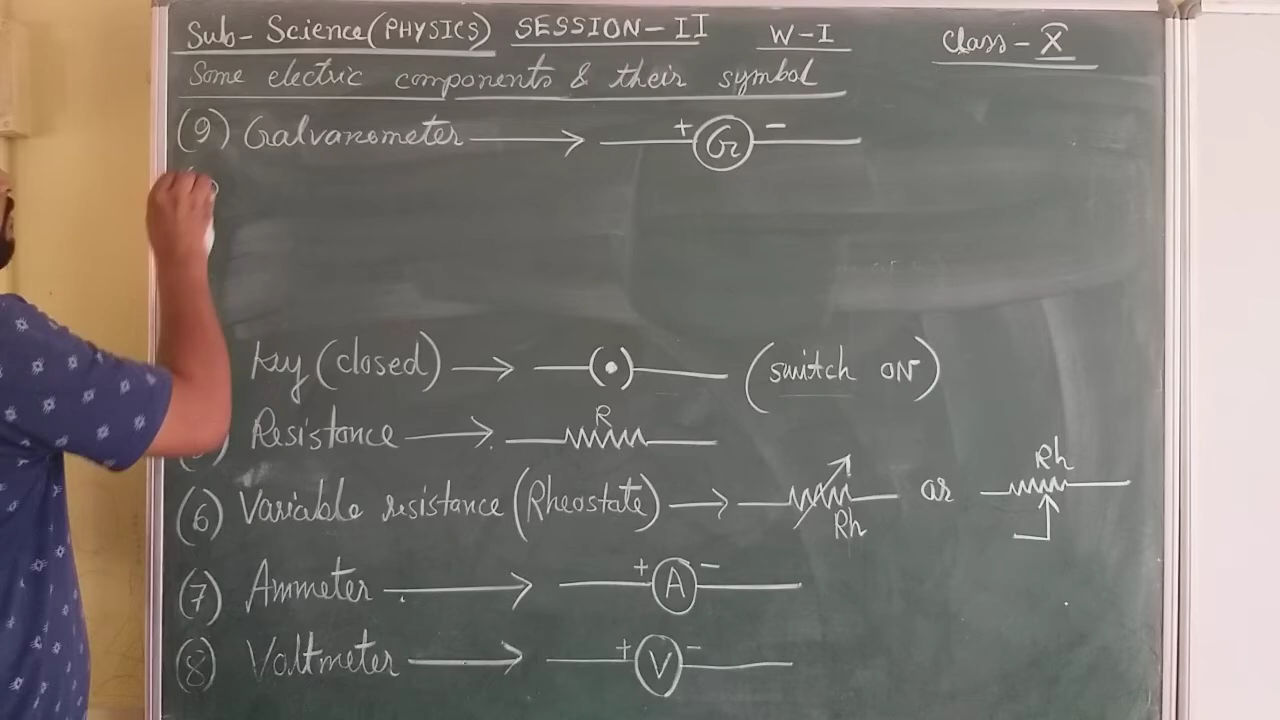 Sub- Science (PHYSICS) SESSION-II W-I Class-X
Some electric components & their symbol
(9) Galvanometer + G -
Key (closed) (switch ON)
Resistance R
(6) Variable resistance (Rheostate) Rh or Rh
(7) Ammeter + A -
(8) Voltmeter + V -